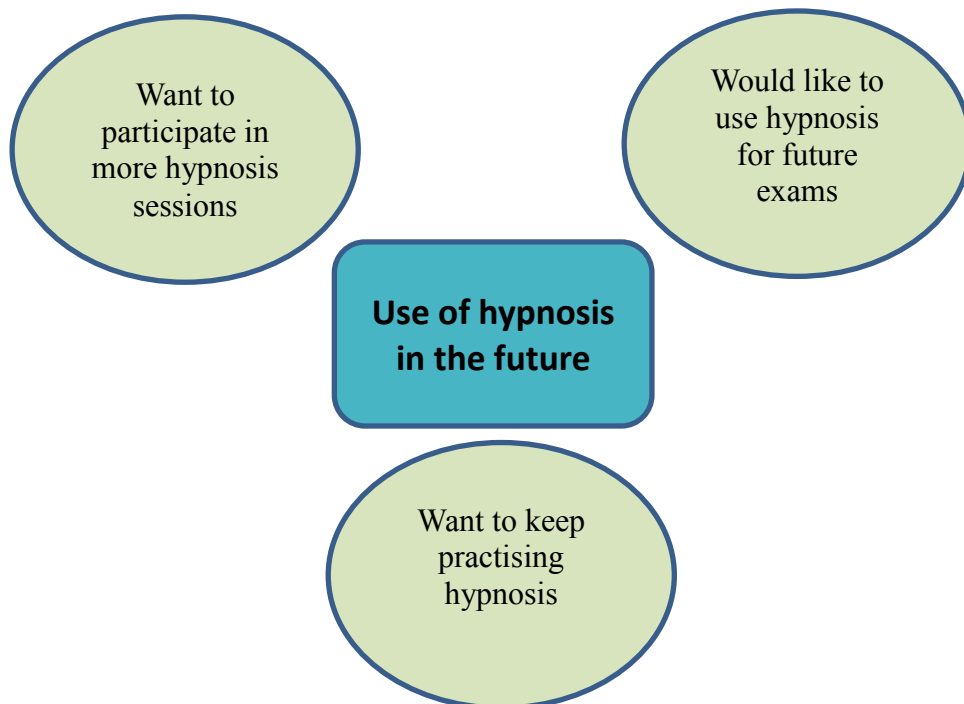 Want to
participate in
more hypnosis
sessions
Would like to
use hypnosis
for future
exams
Use of hypnosis
in the future
Want to keep
practising
hypnosis